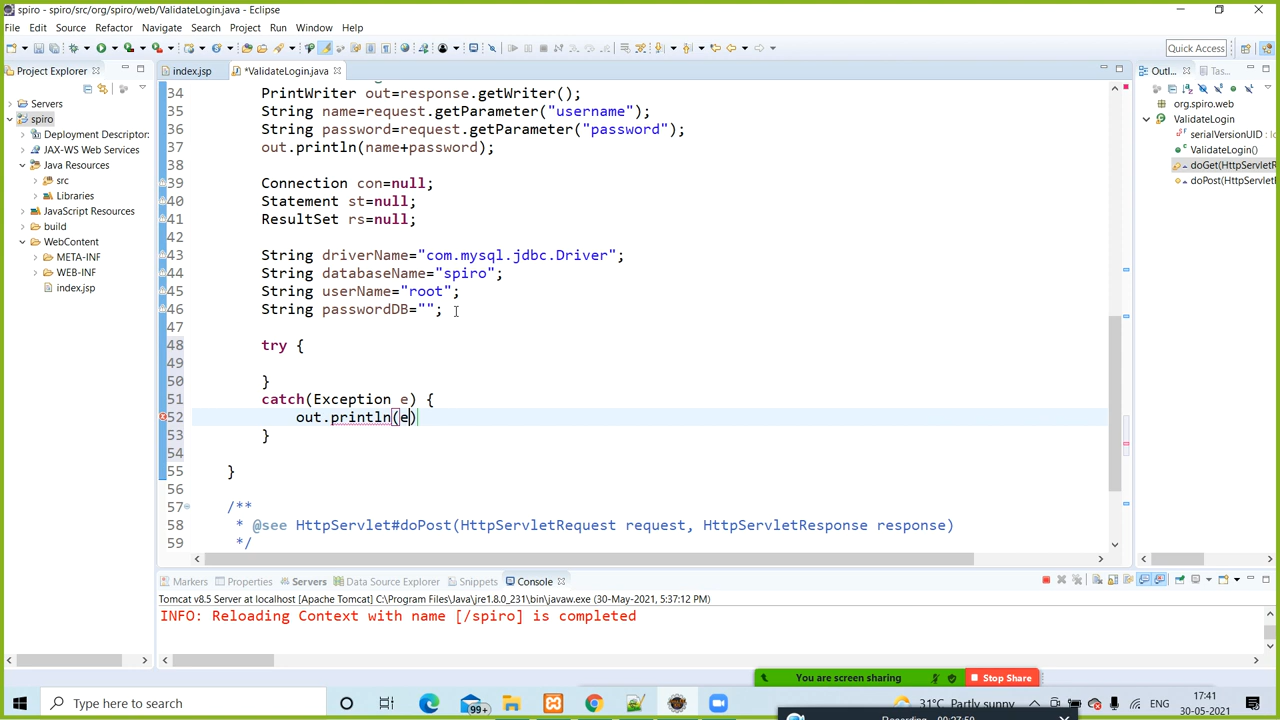 spiro - spiro/src/org/spiro/web/ValidateLogin.java - Eclipse
File Edit Source Refactor Navigate Search Project Run Window Help
Quick Access
Project Explorer
index.jsp
*ValidateLogin.java
Outl...
Tas...
Servers
spiro
Deployment Descriptor:
JAX-WS Web Services
Java Resources
src
Libraries
JavaScript Resources
build
WebContent
META-INF
WEB-INF
index.jsp
34 PrintWriter out=response.getWriter();
35 String name=request.getParameter("username");
36 String password=request.getParameter("password");
37 out.println(name+password);
38
39 Connection con=null;
40 Statement st=null;
41 ResultSet rs=null;
42
43 String driverName="com.mysql.jdbc.Driver";
44 String databaseName="spiro";
45 String userName="root";
46 String passwordDB="";
47
48 try {
49
50 }
51 catch(Exception e) {
52 out.println(e)
53 }
54
55 }
56
57 /**
58 * @see HttpServlet#doPost(HttpServletRequest request, HttpServletResponse response)
59 */
org.spiro.web
ValidateLogin
serialVersionUID : lo
ValidateLogin()
doGet(HttpServletR
doPost(HttpServletl
Markers Properties Servers Data Source Explorer Snippets Console
Tomcat v8.5 Server at localhost [Apache Tomcat] C:\Program Files\Java\jre1.8.0_231\bin\javaw.exe (30-May-2021, 5:37:12 PM)
INFO: Reloading Context with name [/spiro] is completed
You are screen sharing
Stop Share
Type here to search
99+
31°C Partly sunny
ENG
17:41
30-05-2021